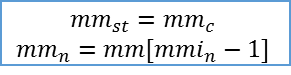 mm_st = mm_c
mm_n = mm[mmi_n − 1]